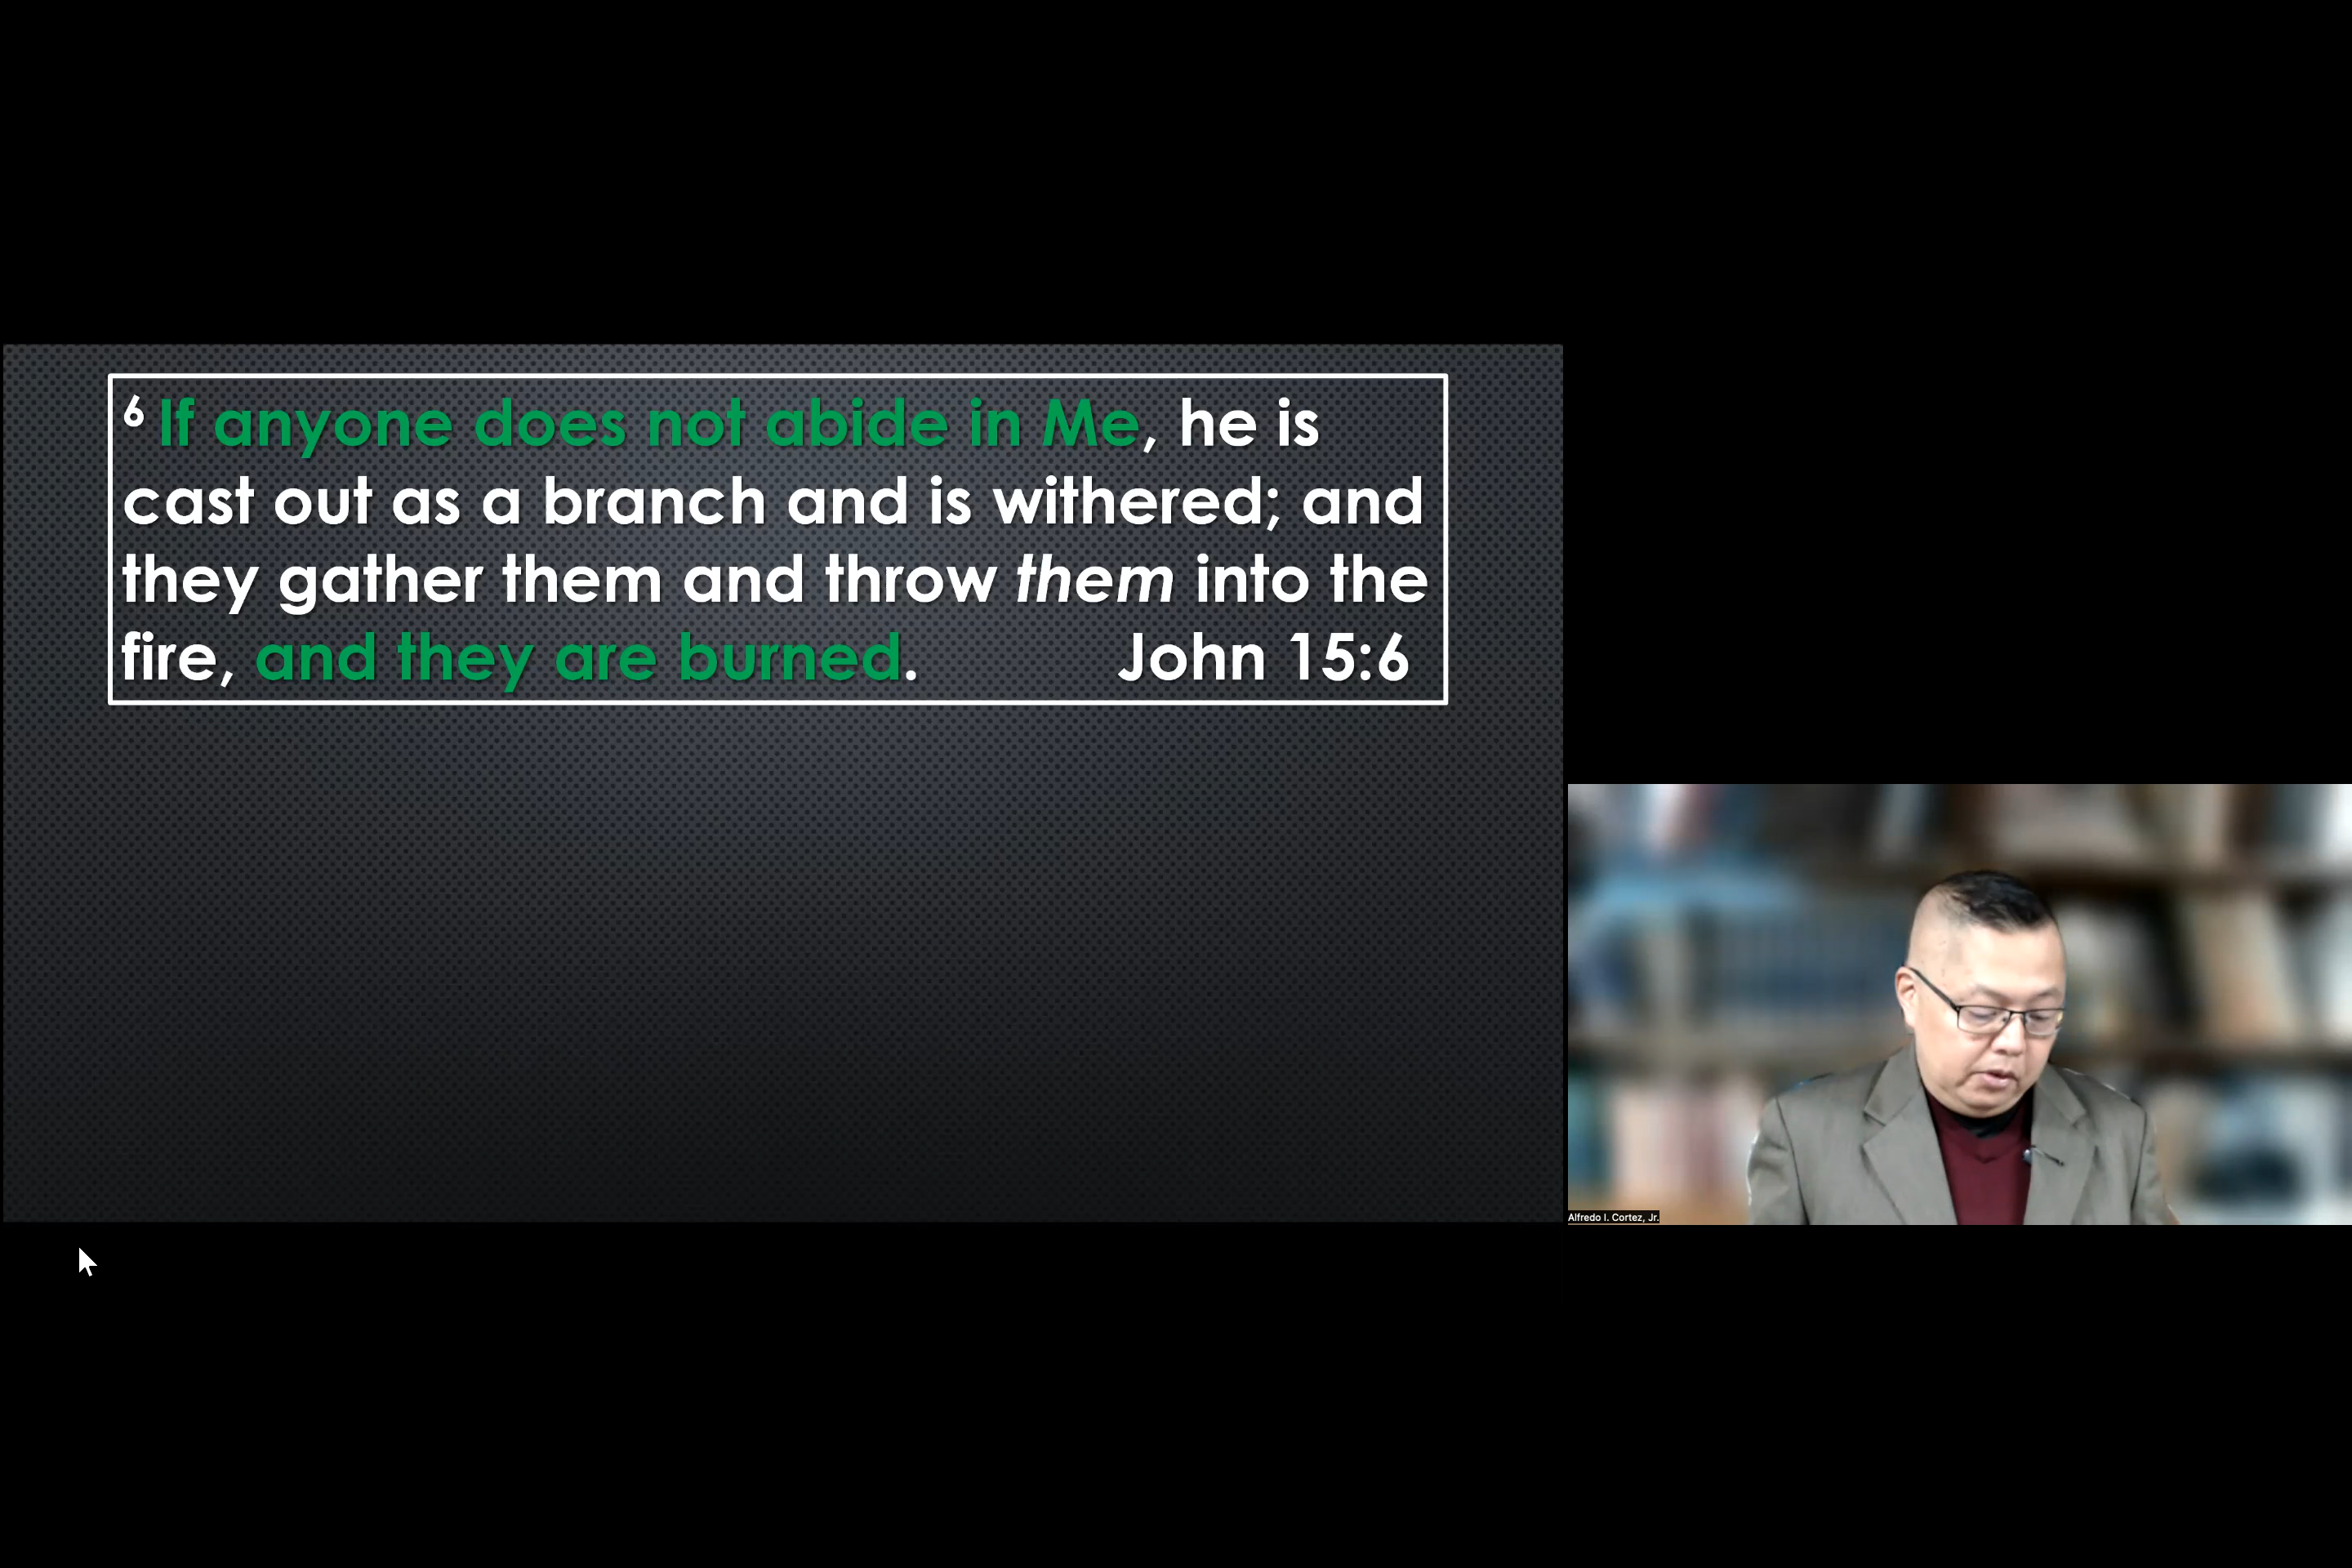 6 If anyone does not abide in Me, he is
cast out as a branch and is withered; and
they gather them and throw them into the
fire, and they are burned. John 15:6
Alfredo I. Cortez, Jr.